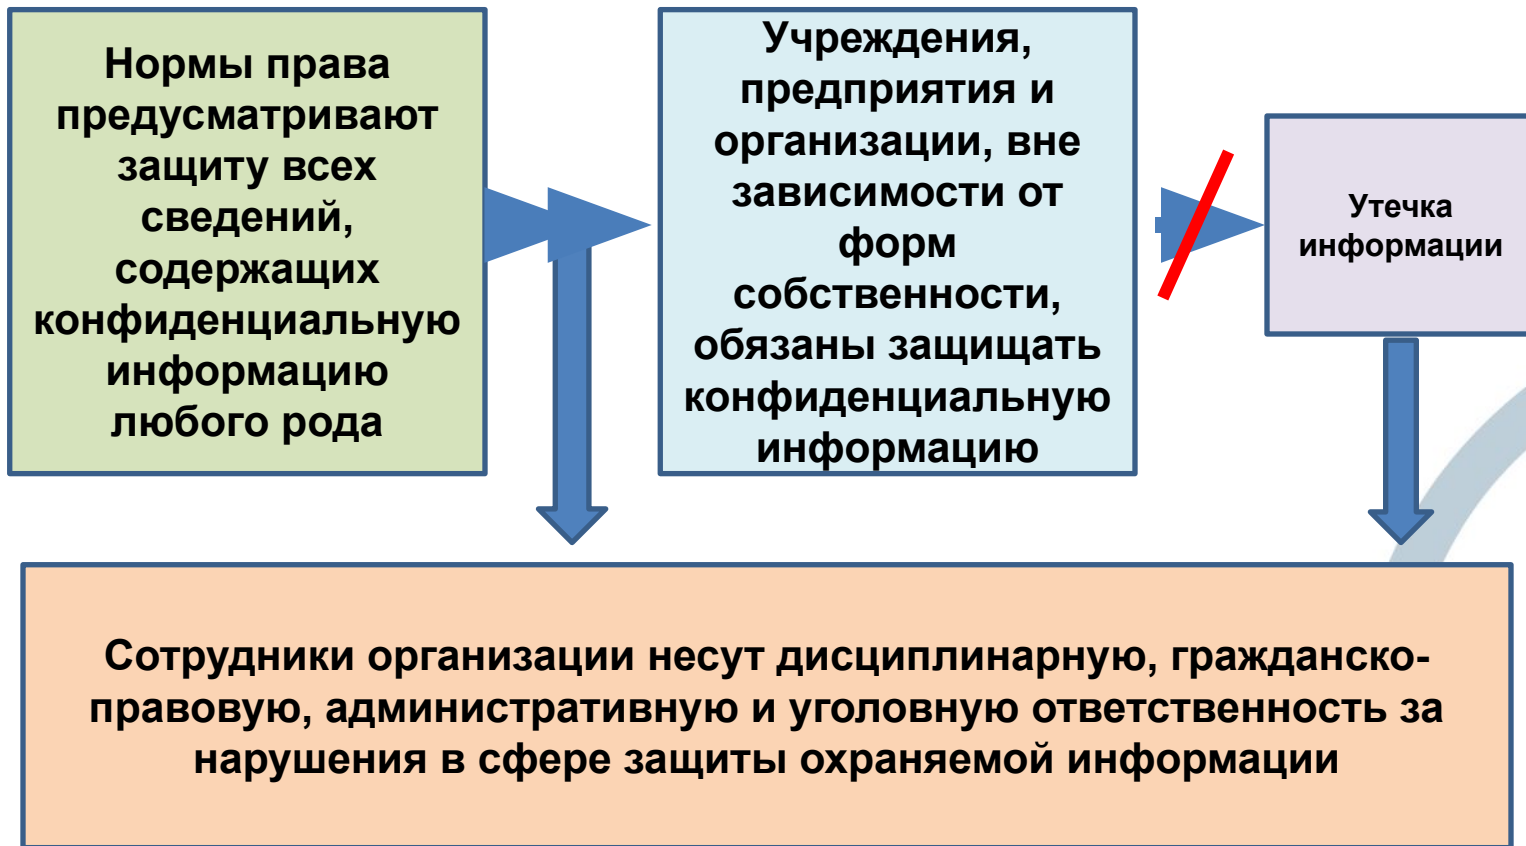 Нормы права
предусматривают
защиту всех
сведений,
содержащих
конфиденциальную
информацию
любого рода
Учреждения,
предприятия и
организации, вне
зависимости от
форм
собственности,
обязаны защищать
конфиденциальную
информацию
Утечка
информации
Сотрудники организации несут дисциплинарную, гражданско-
правовую, административную и уголовную ответственность за
нарушения в сфере защиты охраняемой информации